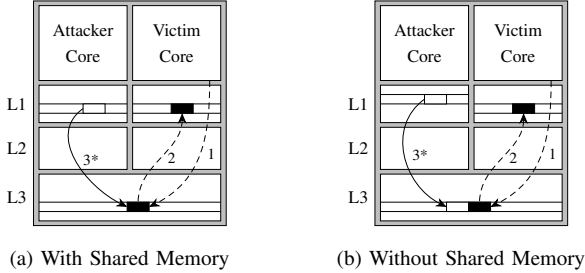 Attacker
Core
Victim
Core
Attacker
Core
Victim
Core
L1
L1
L2
3*
2
1
L2
3*
2
1
L3
L3
(a) With Shared Memory
(b) Without Shared Memory